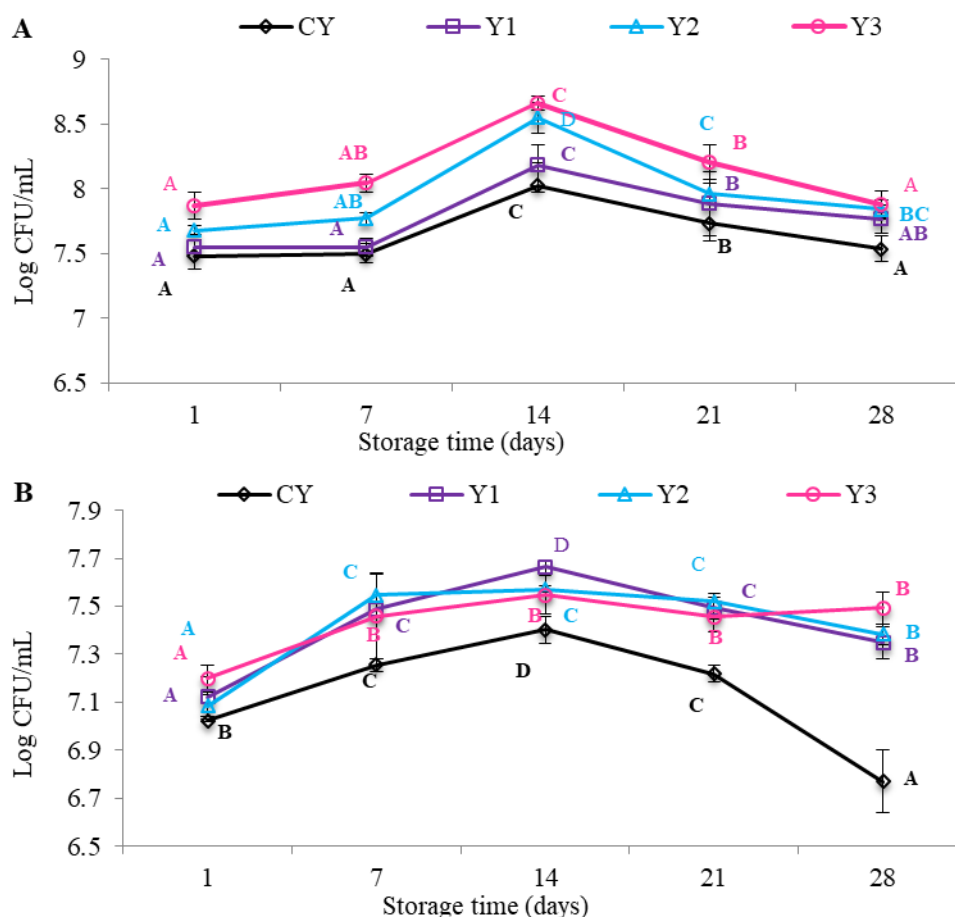 A
CY Y1 Y2 Y3
Log CFU/mL
9
8.5
8
7.5
7
6.5
A AB C C B A
A AB D B BC
A A C B AB
A A C B A
1 7 14 21 28
Storage time (days)
B
CY Y1 Y2 Y3
Log CFU/mL
7.9
7.7
7.5
7.3
7.1
6.9
6.7
6.5
A C D C B
A B C C B
A C B B B
B C D C A
1 7 14 21 28
Storage time (days)